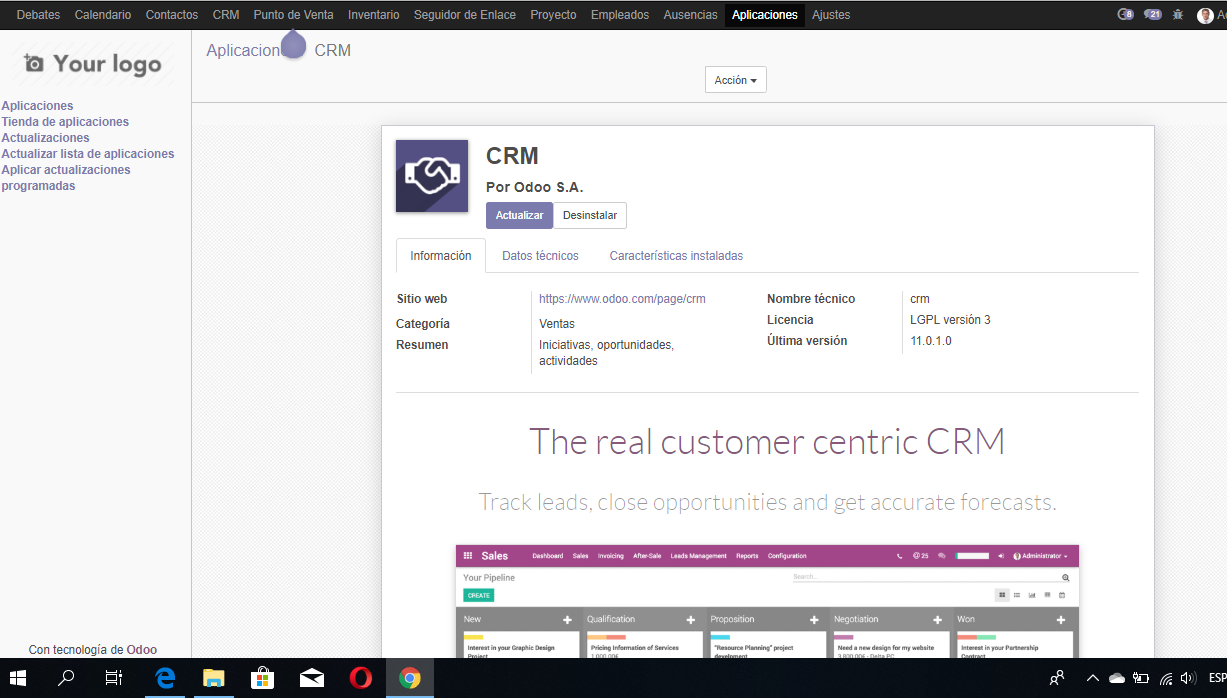 Debates Calendario Contactos CRM Punto de Venta Inventario Seguidor de Enlace Proyecto Empleados Ausencias Aplicaciones Ajustes 8 21
Your logo
Aplicacion CRM
Acción
Aplicaciones
Tienda de aplicaciones
Actualizaciones
Actualizar lista de aplicaciones
Aplicar actualizaciones
programadas
CRM
Por Odoo S.A.
Actualizar Desinstalar
Información Datos técnicos Características instaladas
Sitio web https://www.odoo.com/page/crm
Categoría Ventas
Resumen Iniciativas, oportunidades,
actividades
Nombre técnico crm
Licencia LGPL versión 3
Última versión 11.0.1.0
The real customer centric CRM
Track leads, close opportunities and get accurate forecasts.
Sales Dashboard Sales Invoicing After-Sale Leads Management Reports Configuration @ 25 Administrator
Your Pipeline Search...
CREATE
New + Qualification + Proposition + Negotiation + Won +
Interest in your Graphic Design Pricing Information of Services "Resource Planning" project Need a new design for my website Interest in your Partnership
Project 1,000.00€ development 3,800.00€ - Delta PC Contract
Con tecnología de Odoo
ESP